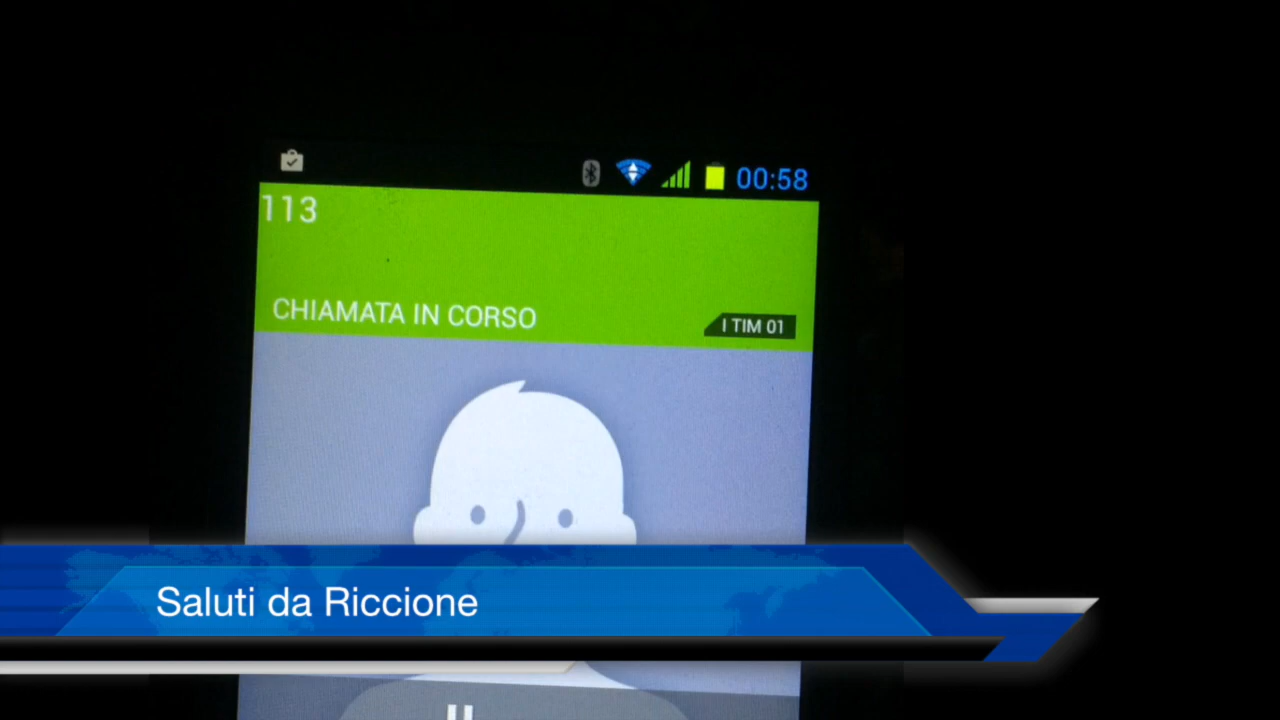 00:58
113
CHIAMATA IN CORSO
I TIM 01
Saluti da Riccione